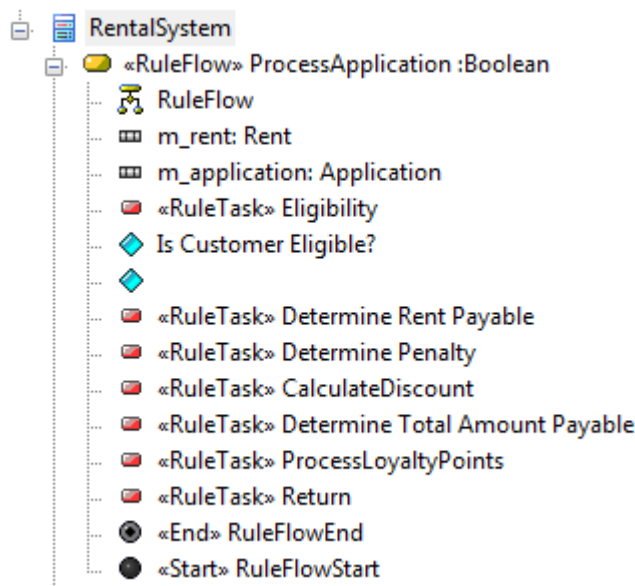 RentalSystem
«RuleFlow» ProcessApplication :Boolean
RuleFlow
m_rent: Rent
m_application: Application
«RuleTask» Eligibility
Is Customer Eligible?
«RuleTask» Determine Rent Payable
«RuleTask» Determine Penalty
«RuleTask» CalculateDiscount
«RuleTask» Determine Total Amount Payable
«RuleTask» ProcessLoyaltyPoints
«RuleTask» Return
«End» RuleFlowEnd
«Start» RuleFlowStart